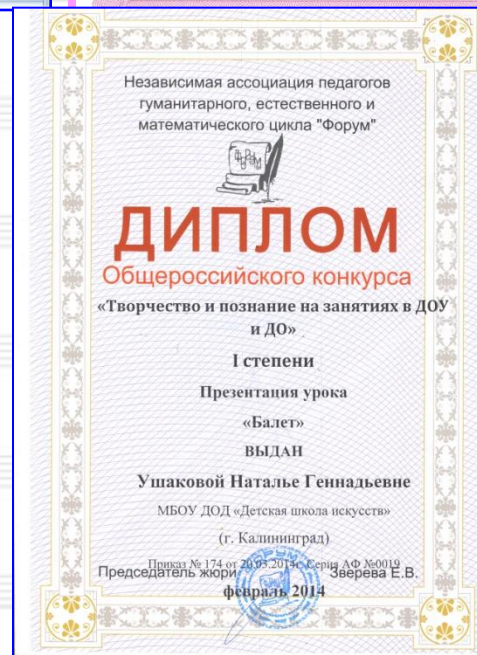 Независимая ассоциация педагогов
гуманитарного, естественного и
математического цикла "Форум"
ФОРУМ
ДИПЛОМ
Общероссийского конкурса
«Творчество и познание на занятиях в ДОУ
и ДО»
I степени
Презентация урока
«Балет»
ВЫДАН
Ушаковой Наталье Геннадьевне
МБОУ ДОД «Детская школа искусств»
(г. Калининград)
Приказ № 174 от 20.03.2014г. Серия АФ №0019
Председатель жюри Зверева Е.В.
февраль 2014